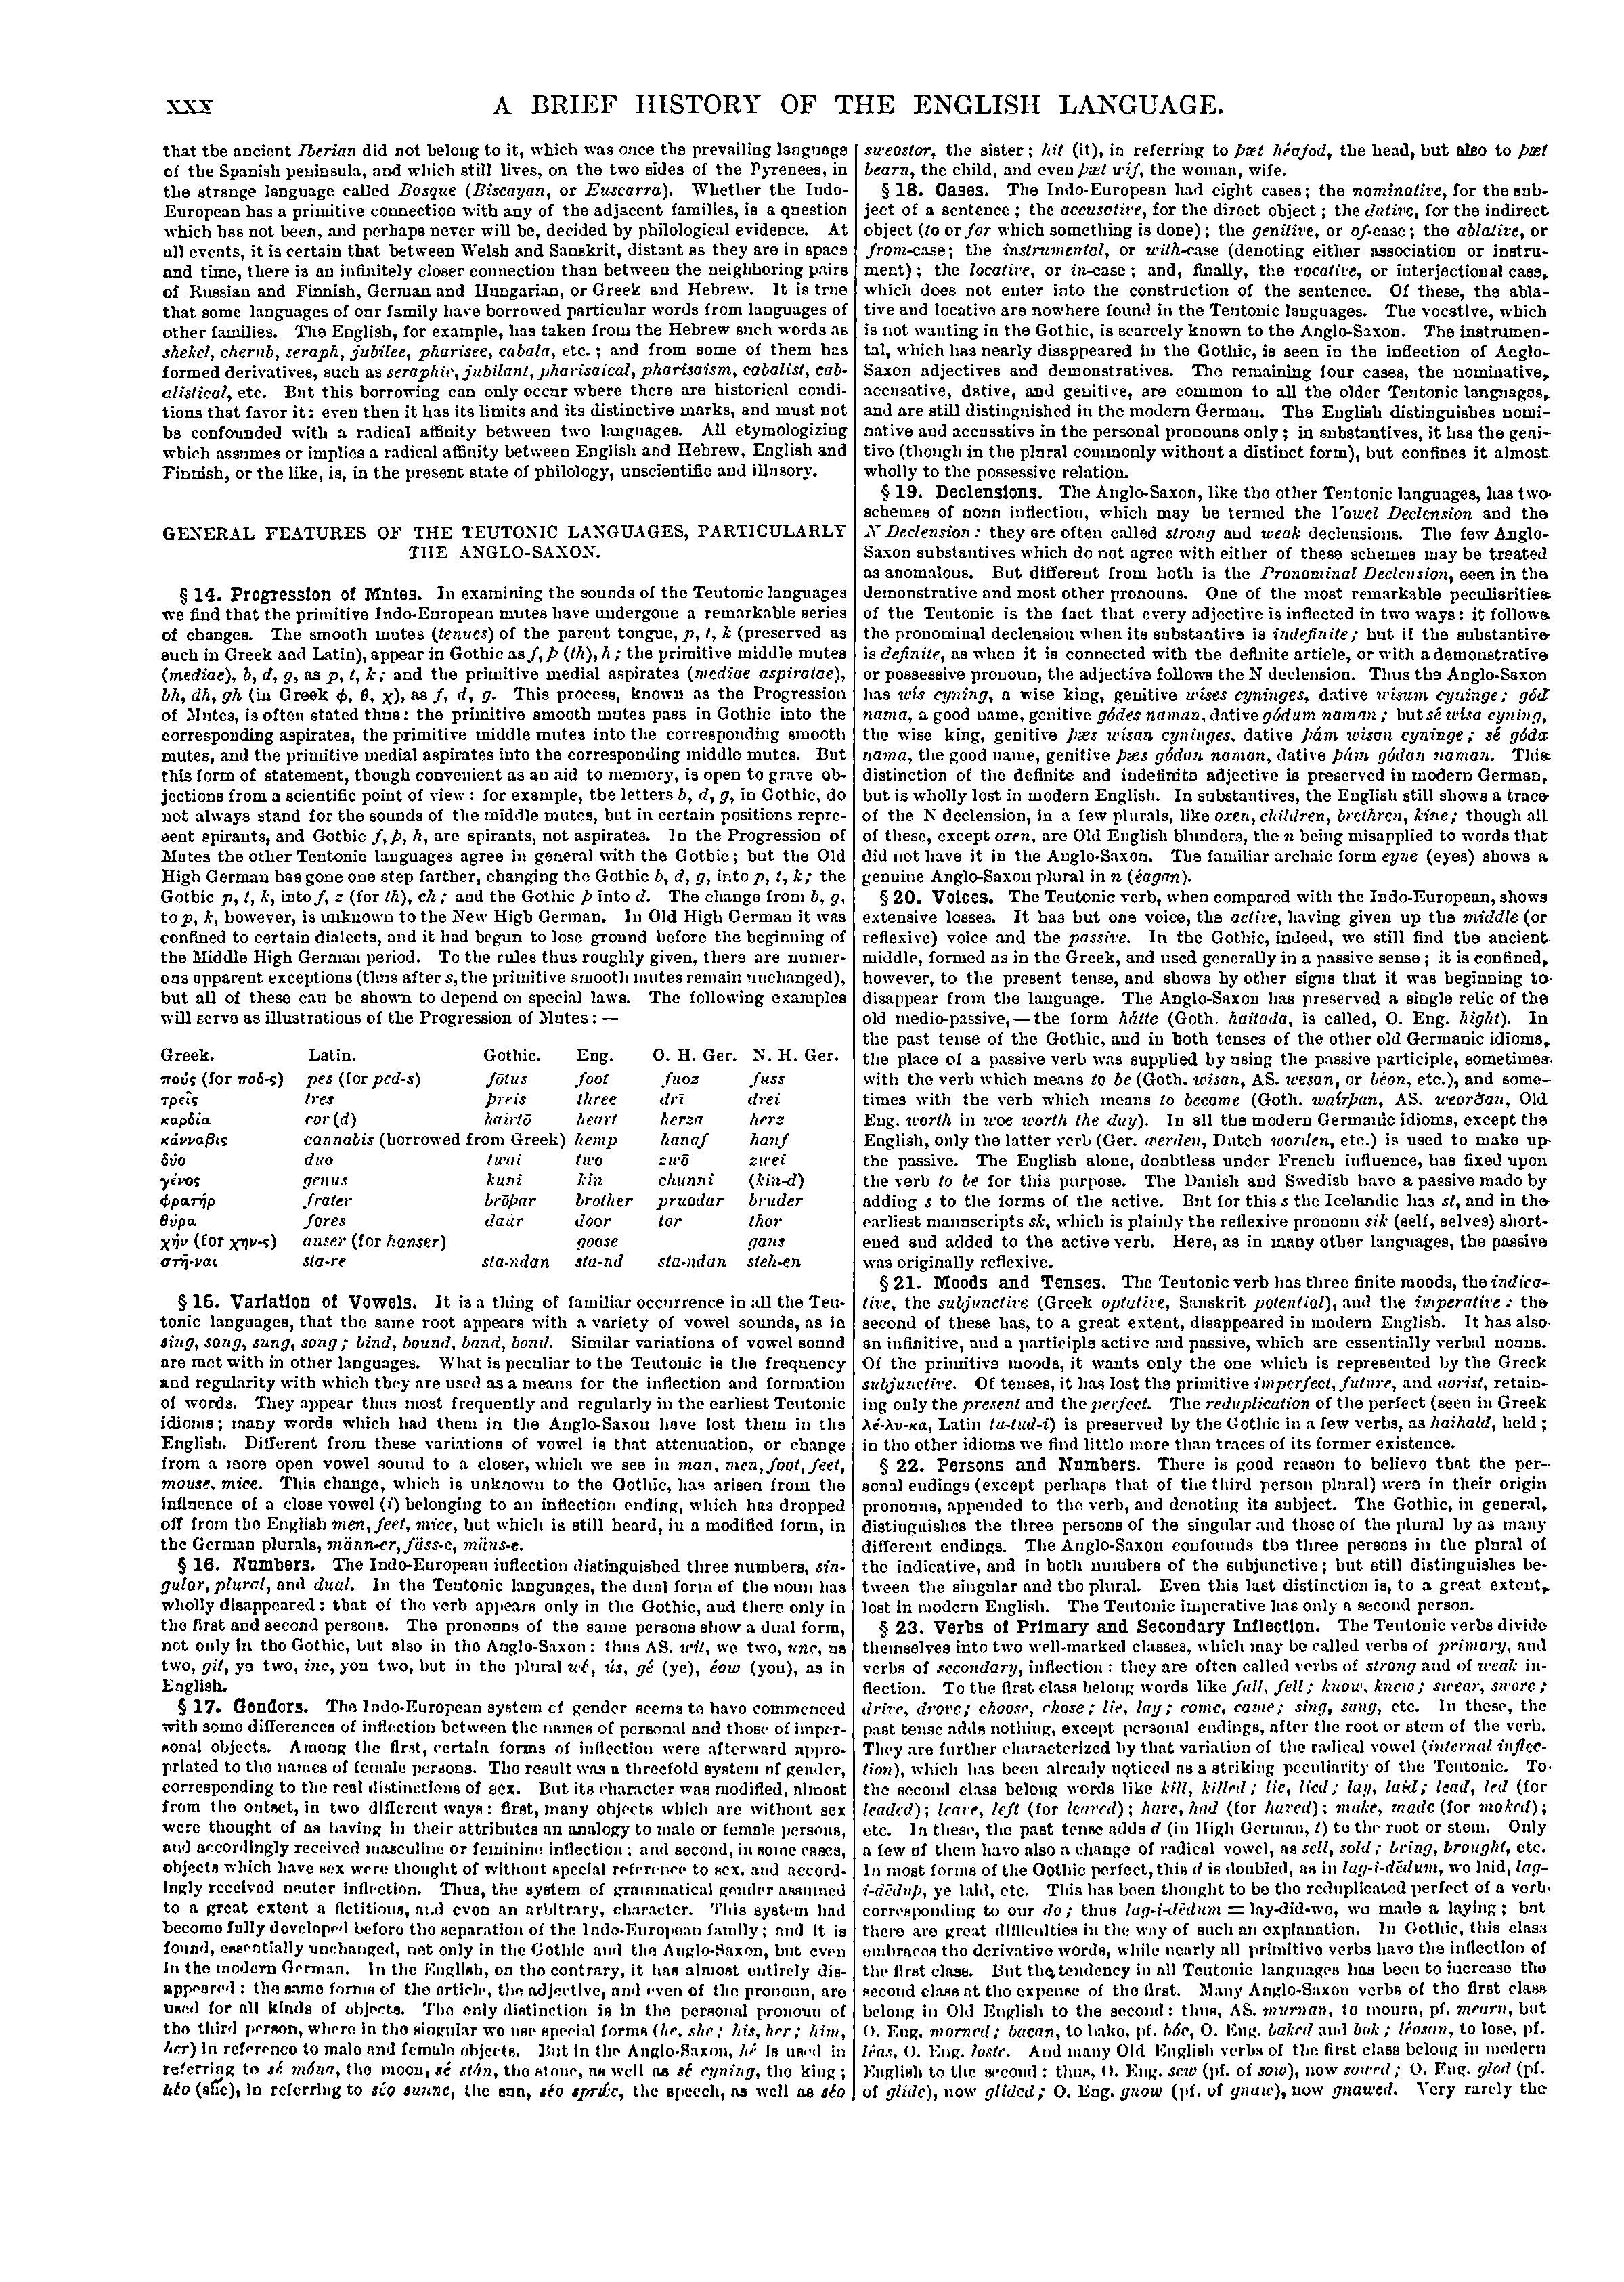 xxx
A BRIEF HISTORY OF THE ENGLISH LANGUAGE.
that the ancient Iberian did not belong to it, which was once the prevailing language
of the Spanish peninsula, and which still lives, on the two sides of the Pyrenees, in
the strange language called Bosque (Biscayan, or Euscarra). Whether the Indo-
European has a primitive connection with any of the adjacent families, is a question
which has not been, and perhaps never will be, decided by philological evidence. At
all events, it is certain that between Welsh and Sanskrit, distant as they are in space
and time, there is an infinitely closer connection than between the neighboring pairs
of Russian and Finnish, German and Hungarian, or Greek and Hebrew. It is true
that some languages of our family have borrowed particular words from languages of
other families. The English, for example, has taken from the Hebrew such words as
shekel, cherub, seraph, jubilee, pharisee, cabala, etc.; and from some of them has
formed derivatives, such as seraphic, jubilant, pharisaical, pharisaism, cabalist, cab-
alistical, etc. But this borrowing can only occur where there are historical condi-
tions that favor it: even then it has its limits and its distinctive marks, and must not
be confounded with a radical affinity between two languages. All etymologizing
which assumes or implies a radical affinity between English and Hebrew, English and
Finnish, or the like, is, in the present state of philology, unscientific and illusory.
GENERAL FEATURES OF THE TEUTONIC LANGUAGES, PARTICULARLY
THE ANGLO-SAXON.
§ 14. Progression of Mutes. In examining the sounds of the Teutonic languages
we find that the primitive Indo-European mutes have undergone a remarkable series
of changes. The smooth mutes (tenues) of the parent tongue, p, t, k (preserved as
such in Greek and Latin), appear in Gothic as f, þ (th), h; the primitive middle mutes
(mediae), b, d, g, as p, t, k; and the primitive medial aspirates (mediae aspiratae),
bh, dh, gh (in Greek φ, θ, χ), as f, d, g. This process, known as the Progression
of Mutes, is often stated thus: the primitive smooth mutes pass in Gothic into the
corresponding aspirates, the primitive middle mutes into the corresponding smooth
mutes, and the primitive medial aspirates into the corresponding middle mutes. But
this form of statement, though convenient as an aid to memory, is open to grave ob-
jections from a scientific point of view: for example, the letters b, d, g, in Gothic, do
not always stand for the sounds of the middle mutes, but in certain positions repre-
sent spirants, and Gothic f, þ, h, are spirants, not aspirates. In the Progression of
Mutes the other Teutonic languages agree in general with the Gothic; but the Old
High German has gone one step farther, changing the Gothic b, d, g, into p, t, k; the
Gothic p, t, k, into f, z (for th), ch; and the Gothic þ into d. The change from b, g,
to p, k, however, is unknown to the New High German. In Old High German it was
confined to certain dialects, and it had begun to lose ground before the beginning of
the Middle High German period. To the rules thus roughly given, there are numer-
ous apparent exceptions (thus after s, the primitive smooth mutes remain unchanged),
but all of these can be shown to depend on special laws. The following examples
will serve as illustrations of the Progression of Mutes: —
Greek. Latin. Gothic. Eng. O. H. Ger. N. H. Ger.
πούς (for ποδ-ς) pes (for ped-s) fōtus foot fuoz fuss
τρεῖς tres þreis three drī drei
καρδία cor (d) hairtō heart herza herz
κάνναβις cannabis (borrowed from Greek) hemp hanaf hanf
δύο duo twai two zwō zwei
γένος genus kuni kin chunni (kin-d)
φρατήρ frater brōþar brother pruodar bruder
θύρα fores daúr door tor thor
χήν (for χην-ς) anser (for hanser) goose gans
στῆ-ναι sta-re sta-ndan sta-nd sta-ndan steh-en
§ 15. Variation of Vowels. It is a thing of familiar occurrence in all the Teu-
tonic languages, that the same root appears with a variety of vowel sounds, as in
sing, sang, sung, song; bind, bound, band, bond. Similar variations of vowel sound
are met with in other languages. What is peculiar to the Teutonic is the frequency
and regularity with which they are used as a means for the inflection and formation
of words. They appear thus most frequently and regularly in the earliest Teutonic
idioms; many words which had them in the Anglo-Saxon have lost them in the
English. Different from these variations of vowel is that attenuation, or change
from a more open vowel sound to a closer, which we see in man, men, foot, feet,
mouse, mice. This change, which is unknown to the Gothic, has arisen from the
influence of a close vowel (i) belonging to an inflection ending, which has dropped
off from the English men, feet, mice, but which is still heard, in a modified form, in
the German plurals, männ-er, füss-e, mäus-e.
§ 16. Numbers. The Indo-European inflection distinguished three numbers, sin-
gular, plural, and dual. In the Teutonic languages, the dual form of the noun has
wholly disappeared: that of the verb appears only in the Gothic, and there only in
the first and second persons. The pronouns of the same persons show a dual form,
not only in the Gothic, but also in the Anglo-Saxon: thus AS. wit, we two, unc, us
two, git, ye two, inc, you two, but in the plural wé, ús, gé (ye), éow (you), as in
English.
§ 17. Genders. The Indo-European system of gender seems to have commenced
with some differences of inflection between the names of personal and those of imper-
sonal objects. Among the first, certain forms of inflection were afterward appro-
priated to the names of female persons. The result was a threefold system of gender,
corresponding to the real distinctions of sex. But its character was modified, almost
from the outset, in two different ways: first, many objects which are without sex
were thought of as having in their attributes an analogy to male or female persons,
and accordingly received masculine or feminine inflection; and second, in some cases,
objects which have sex were thought of without special reference to sex, and accord-
ingly received neuter inflection. Thus, the system of grammatical gender assumed
to a great extent a fictitious, and even an arbitrary, character. This system had
become fully developed before the separation of the Indo-European family; and it is
found, essentially unchanged, not only in the Gothic and the Anglo-Saxon, but even
in the modern German. In the English, on the contrary, it has almost entirely dis-
appeared: the same forms of the article, the adjective, and even of the pronoun, are
used for all kinds of objects. The only distinction is in the personal pronoun of
the third person, where in the singular we use special forms (he, she; his, her; him,
her) in reference to male and female objects. But in the Anglo-Saxon, hé is used in
referring to sé móna, the moon, sé stán, the stone, as well as sé cyning, the king;
héo (she), in referring to séo sunne, the sun, séo sprǽc, the speech, as well as séo
sweostor, the sister; hit (it), in referring to þæt héafod, the head, but also to þæt
bearn, the child, and even þæt wíf, the woman, wife.
§ 18. Cases. The Indo-European had eight cases; the nominative, for the sub-
ject of a sentence; the accusative, for the direct object; the dative, for the indirect
object (to or for which something is done); the genitive, or of-case; the ablative, or
from-case; the instrumental, or with-case (denoting either association or instru-
ment); the locative, or in-case; and, finally, the vocative, or interjectional case,
which does not enter into the construction of the sentence. Of these, the abla-
tive and locative are nowhere found in the Teutonic languages. The vocative, which
is not wanting in the Gothic, is scarcely known to the Anglo-Saxon. The instrumen-
tal, which has nearly disappeared in the Gothic, is seen in the inflection of Anglo-
Saxon adjectives and demonstratives. The remaining four cases, the nominative,
accusative, dative, and genitive, are common to all the older Teutonic languages,
and are still distinguished in the modern German. The English distinguishes nomi-
native and accusative in the personal pronouns only; in substantives, it has the geni-
tive (though in the plural commonly without a distinct form), but confines it almost
wholly to the possessive relation.
§ 19. Declensions. The Anglo-Saxon, like the other Teutonic languages, has two
schemes of noun inflection, which may be termed the Vowel Declension and the
N Declension: they are often called strong and weak declensions. The few Anglo-
Saxon substantives which do not agree with either of these schemes may be treated
as anomalous. But different from both is the Pronominal Declension, seen in the
demonstrative and most other pronouns. One of the most remarkable peculiarities
of the Teutonic is the fact that every adjective is inflected in two ways: it follows
the pronominal declension when its substantive is indefinite; but if the substantive
is definite, as when it is connected with the definite article, or with a demonstrative
or possessive pronoun, the adjective follows the N declension. Thus the Anglo-Saxon
has wís cyning, a wise king, genitive wíses cyninges, dative wísum cyninge; gód
nama, a good name, genitive gódes naman, dative gódum naman; but sé wísa cyning,
the wise king, genitive þæs wísan cyninges, dative þám wísan cyninge; sé góda
nama, the good name, genitive þæs gódan naman, dative þám gódan naman. This
distinction of the definite and indefinite adjective is preserved in modern German,
but is wholly lost in modern English. In substantives, the English still shows a trace
of the N declension, in a few plurals, like oxen, children, brethren, kine; though all
of these, except oxen, are Old English blunders, the n being misapplied to words that
did not have it in the Anglo-Saxon. The familiar archaic form eyne (eyes) shows a
genuine Anglo-Saxon plural in n (éagan).
§ 20. Voices. The Teutonic verb, when compared with the Indo-European, shows
extensive losses. It has but one voice, the active, having given up the middle (or
reflexive) voice and the passive. In the Gothic, indeed, we still find the ancient
middle, formed as in the Greek, and used generally in a passive sense; it is confined,
however, to the present tense, and shows by other signs that it was beginning to
disappear from the language. The Anglo-Saxon has preserved a single relic of the
old medio-passive, — the form hátte (Goth. haitada, is called, O. Eng. hight). In
the past tense of the Gothic, and in both tenses of the other old Germanic idioms,
the place of a passive verb was supplied by using the passive participle, sometimes
with the verb which means to be (Goth. wisan, AS. wesan, or béon, etc.), and some-
times with the verb which means to become (Goth. waírþan, AS. weorðan, Old
Eng. worth in woe worth the day). In all the modern Germanic idioms, except the
English, only the latter verb (Ger. werden, Dutch worden, etc.) is used to make up
the passive. The English alone, doubtless under French influence, has fixed upon
the verb to be for this purpose. The Danish and Swedish have a passive made by
adding s to the forms of the active. But for this s the Icelandic has st, and in the
earliest manuscripts sk, which is plainly the reflexive pronoun sik (self, selves) short-
ened and added to the active verb. Here, as in many other languages, the passive
was originally reflexive.
§ 21. Moods and Tenses. The Teutonic verb has three finite moods, the indica-
tive, the subjunctive (Greek optative, Sanskrit potential), and the imperative: the
second of these has, to a great extent, disappeared in modern English. It has also
an infinitive, and a participle active and passive, which are essentially verbal nouns.
Of the primitive moods, it wants only the one which is represented by the Greek
subjunctive. Of tenses, it has lost the primitive imperfect, future, and aorist, retain-
ing only the present and the perfect. The reduplication of the perfect (seen in Greek
λέ-λυ-κα, Latin tu-tud-i) is preserved by the Gothic in a few verbs, as haíhald, held;
in the other idioms we find little more than traces of its former existence.
§ 22. Persons and Numbers. There is good reason to believe that the per-
sonal endings (except perhaps that of the third person plural) were in their origin
pronouns, appended to the verb, and denoting its subject. The Gothic, in general,
distinguishes the three persons of the singular and those of the plural by as many
different endings. The Anglo-Saxon confounds the three persons in the plural of
the indicative, and in both numbers of the subjunctive; but still distinguishes be-
tween the singular and the plural. Even this last distinction is, to a great extent,
lost in modern English. The Teutonic imperative has only a second person.
§ 23. Verbs of Primary and Secondary Inflection. The Teutonic verbs divide
themselves into two well-marked classes, which may be called verbs of primary, and
verbs of secondary, inflection: they are often called verbs of strong and of weak in-
flection. To the first class belong words like fall, fell; know, knew; swear, swore;
drive, drove; choose, chose; lie, lay; come, came; sing, sang, etc. In these, the
past tense adds nothing, except personal endings, after the root or stem of the verb.
They are further characterized by that variation of the radical vowel (internal inflec-
tion), which has been already noticed as a striking peculiarity of the Teutonic. To
the second class belong words like kill, killed; lie, lied; lay, laid; lead, led (for
leaded); leave, left (for leaved); have, had (for haved); make, made (for maked);
etc. In these, the past tense adds d (in High German, t) to the root or stem. Only
a few of them have also a change of radical vowel, as sell, sold; bring, brought, etc.
In most forms of the Gothic perfect, this d is doubled, as in lag-i-dēdum, we laid, lag-
i-dēduþ, ye laid, etc. This has been thought to be the reduplicated perfect of a verb
corresponding to our do; thus lag-i-dēdum = lay-did-we, we made a laying; but
there are great difficulties in the way of such an explanation. In Gothic, this class
embraces the derivative words, while nearly all primitive verbs have the inflection of
the first class. But the tendency in all Teutonic languages has been to increase the
second class at the expense of the first. Many Anglo-Saxon verbs of the first class
belong in Old English to the second: thus, AS. murnan, to mourn, pf. mearn, but
O. Eng. morned; bacan, to bake, pf. bóc, O. Eng. baked and bok; léosan, to lose, pf.
léas, O. Eng. loste. And many Old English verbs of the first class belong in modern
English to the second: thus, O. Eng. sew (pf. of sow), now sowed; O. Eng. glod (pf.
of glide), now glided; O. Eng. gnow (pf. of gnaw), now gnawed. Very rarely the